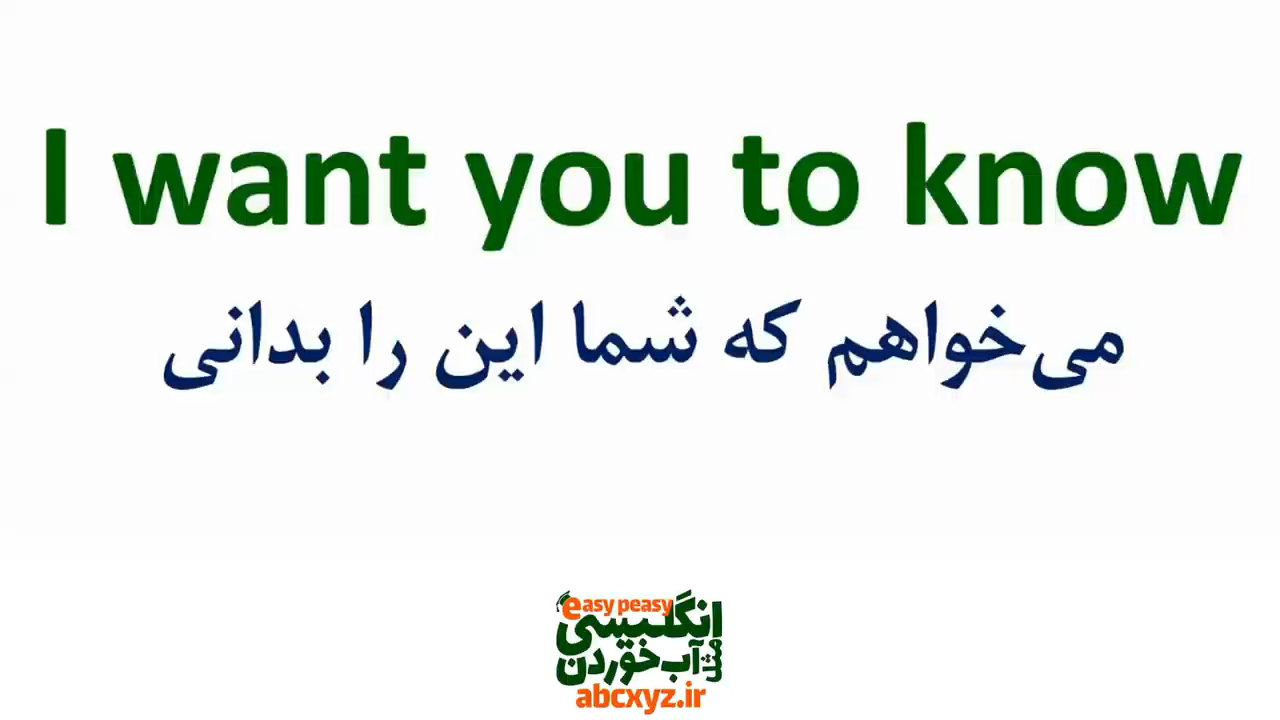 I want you to know
می‌خواهم که شما این را بدانی
easy peasy
انگلیسی
مثل آب خوردن
abcxyz.ir